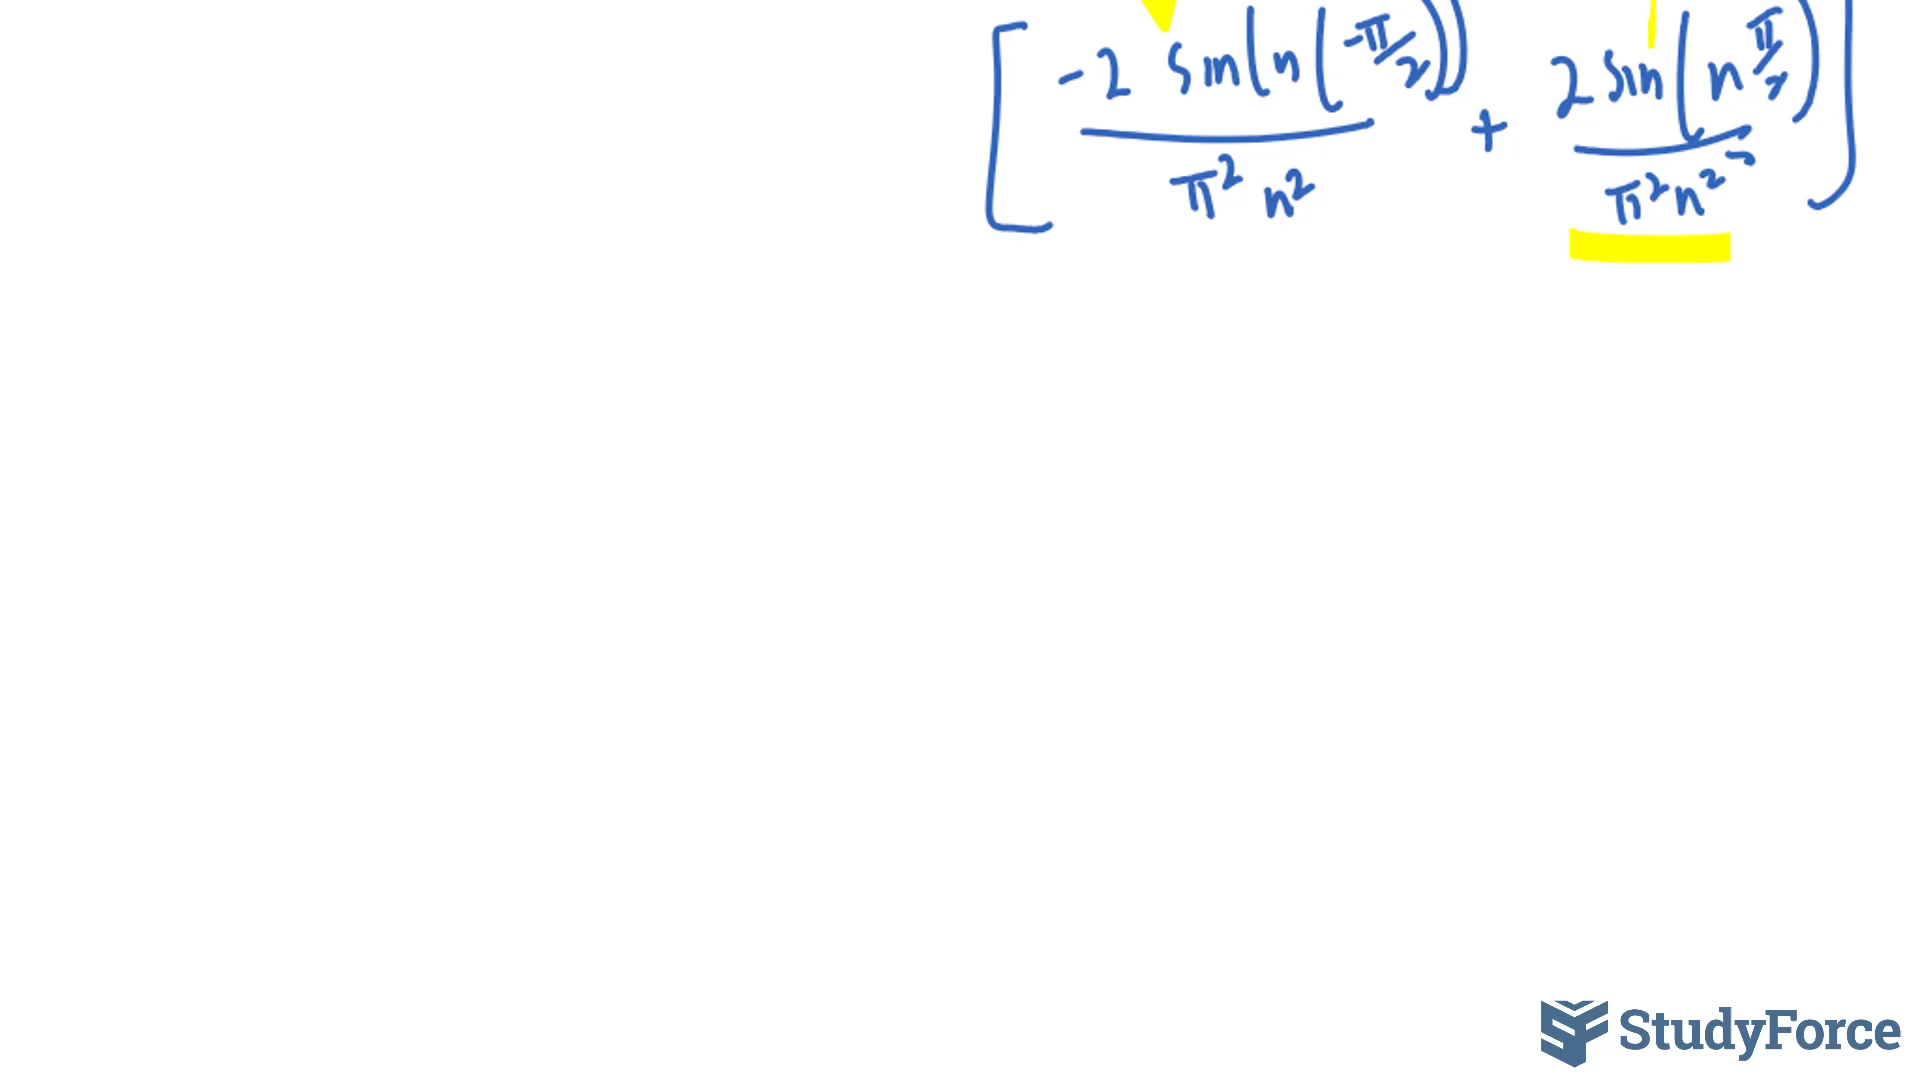 [ -2 sin(n(-π/2)) / π² n² + 2 sin(n π/2) / π² n² ]
StudyForce